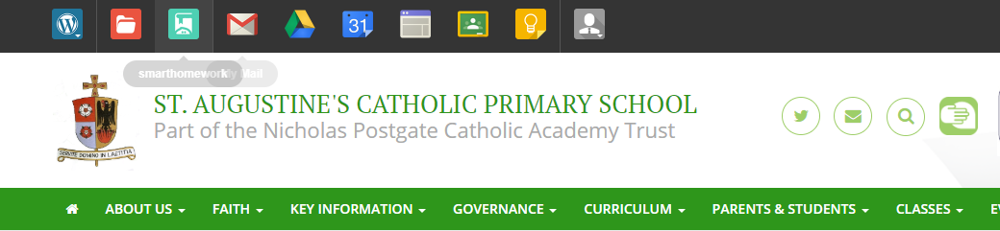 31
smarthomework My Mail
ST. AUGUSTINE'S CATHOLIC PRIMARY SCHOOL
Part of the Nicholas Postgate Catholic Academy Trust
SERVITE DOMINO IN LAETITIA
ABOUT US FAITH KEY INFORMATION GOVERNANCE CURRICULUM PARENTS & STUDENTS CLASSES